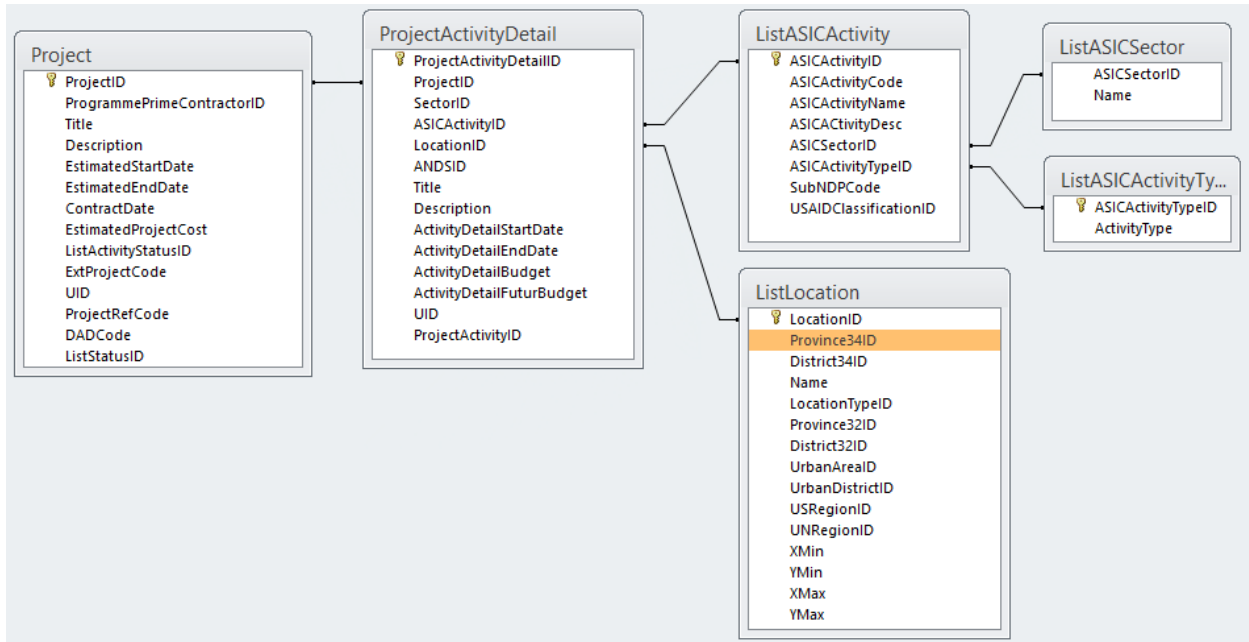 Project
ProjectID
ProgrammePrimeContractorID
Title
Description
EstimatedStartDate
EstimatedEndDate
ContractDate
EstimatedProjectCost
ListActivityStatusID
ExtProjectCode
UID
ProjectRefCode
DADCode
ListStatusID
ProjectActivityDetail
ProjectActivityDetailID
ProjectID
SectorID
ASICActivityID
LocationID
ANDSID
Title
Description
ActivityDetailStartDate
ActivityDetailEndDate
ActivityDetailBudget
ActivityDetailFuturBudget
UID
ProjectActivityID
ListASICActivity
ASICActivityID
ASICActivityCode
ASICActivityName
ASICACtivityDesc
ASICSectorID
ASICActivityTypeID
SubNDPCode
USAIDClassificationID
ListLocation
LocationID
Province34ID
District34ID
Name
LocationTypeID
Province32ID
District32ID
UrbanAreaID
UrbanDistrictID
USRegionID
UNRegionID
XMin
YMin
XMax
YMax
ListASICSector
ASICSectorID
Name
ListASICActivityTy...
ASICActivityTypeID
ActivityType